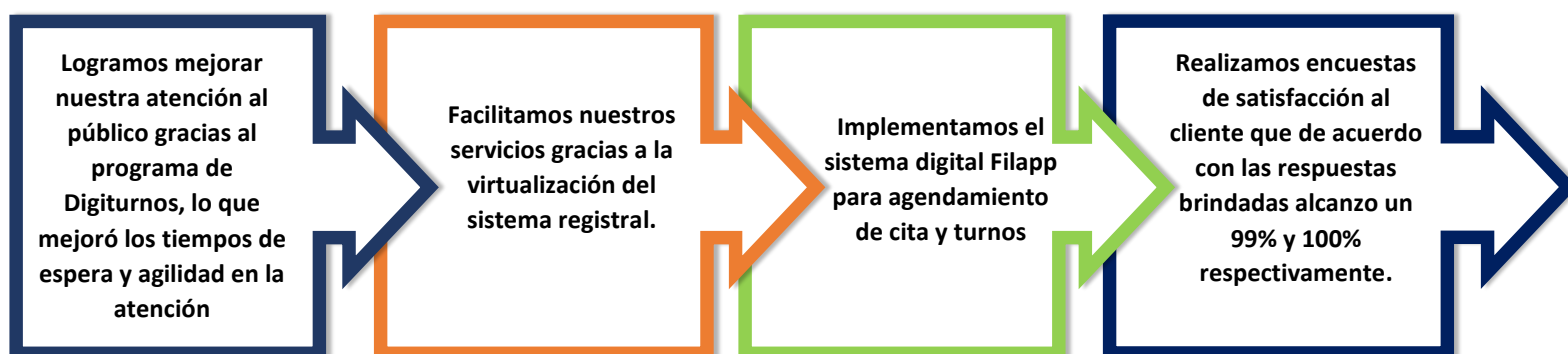 Logramos mejorar
nuestra atención al
público gracias al
programa de
Digiturnos, lo que
mejoró los tiempos de
espera y agilidad en la
atención
Facilitamos nuestros
servicios gracias a la
virtualización del
sistema registral.
Implementamos el
sistema digital Filapp
para agendamiento
de cita y turnos
Realizamos encuestas
de satisfacción al
cliente que de acuerdo
con las respuestas
brindadas alcanzo un
99% y 100%
respectivamente.